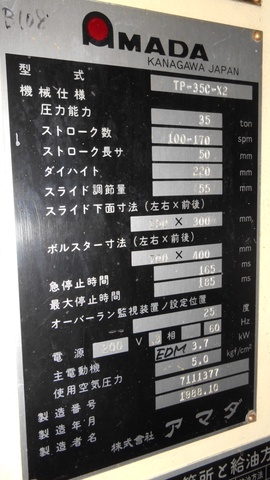 B108
AMADA
KANAGAWA JAPAN
型 式 TP-35C-X2
機械仕様
圧力能力 35 ton
ストローク数 100-170 spm
ストローク長サ 50 mm
ダイハイト 220 mm
スライド調節量 55 mm
スライド下面寸法(左右×前後)
× 300 mm
ボルスター寸法(左右×前後)
× 400 mm
急停止時間 165 ms
最大停止時間 185 ms
オーバーラン監視装置ノ設定位置 25 度
電源 200 V 相 60 Hz
主電動機 EDM 3.7 kW
使用空気圧力 5.0 kgf/cm²
製造番号 7111377
製造年月 1988.10
製造者名 株式会社 アマダ
箇所と給油方